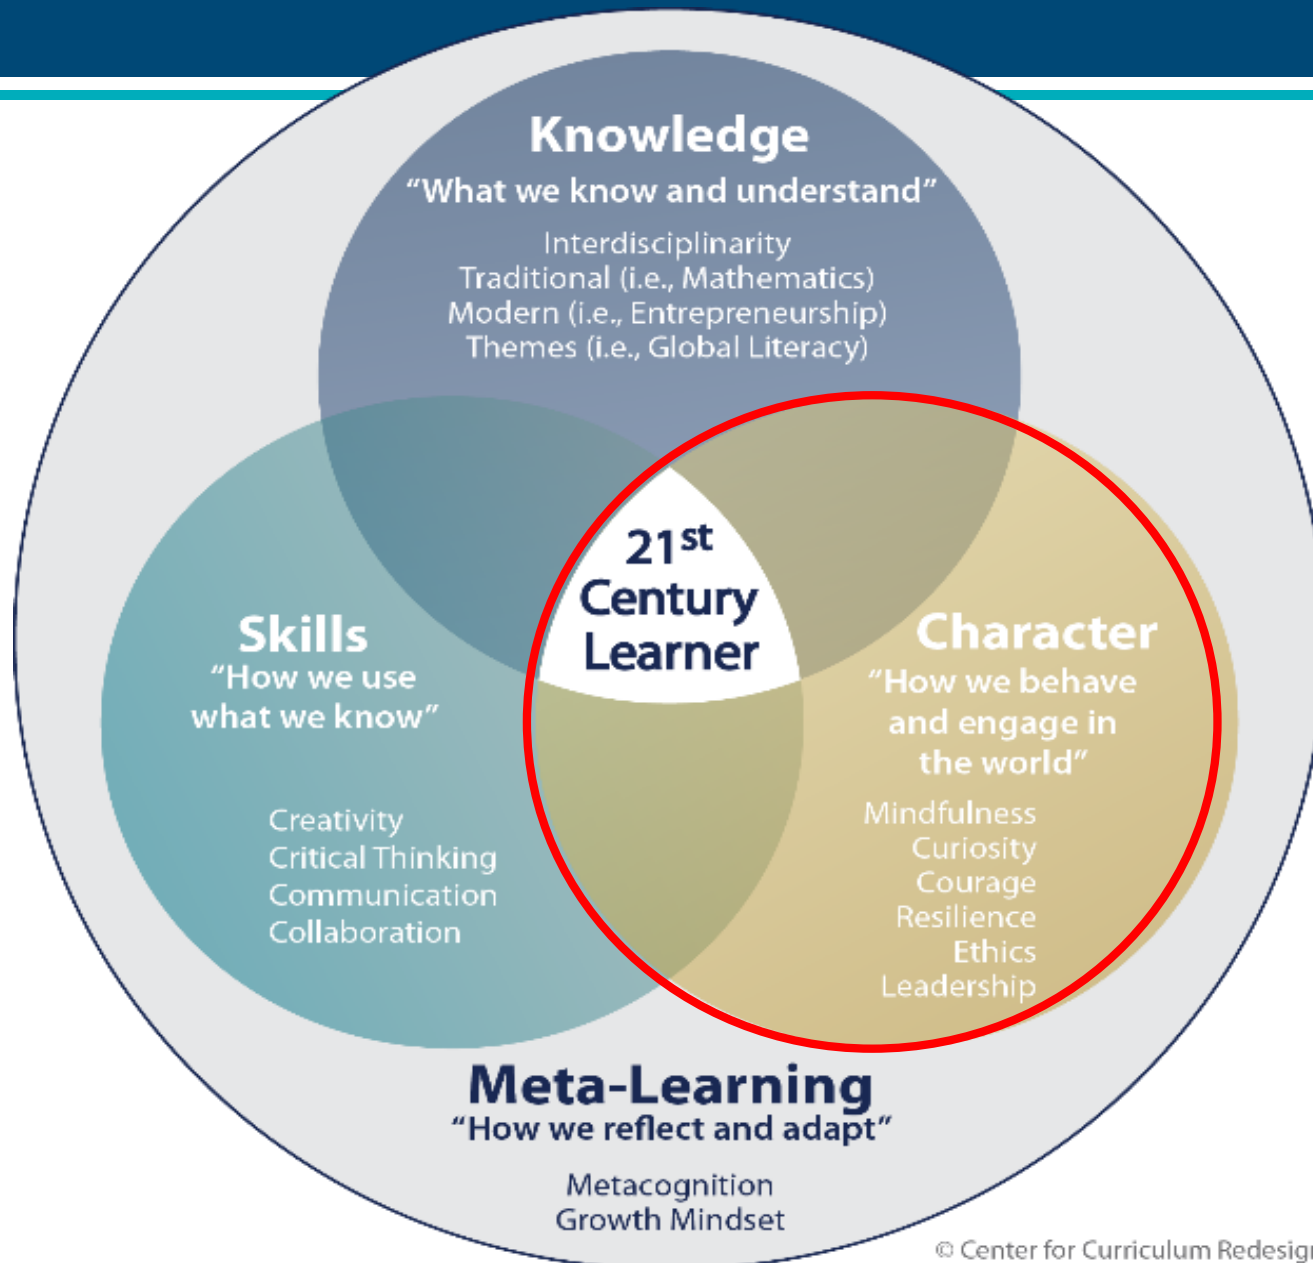 Knowledge
“What we know and understand”
Interdisciplinarity
Traditional (i.e., Mathematics)
Modern (i.e., Entrepreneurship)
Themes (i.e., Global Literacy)
21st
Century
Learner
Skills
“How we use
what we know”
Creativity
Critical Thinking
Communication
Collaboration
Character
“How we behave
and engage in
the world”
Mindfulness
Curiosity
Courage
Resilience
Ethics
Leadership
Meta-Learning
“How we reflect and adapt”
Metacognition
Growth Mindset
© Center for Curriculum Redesign